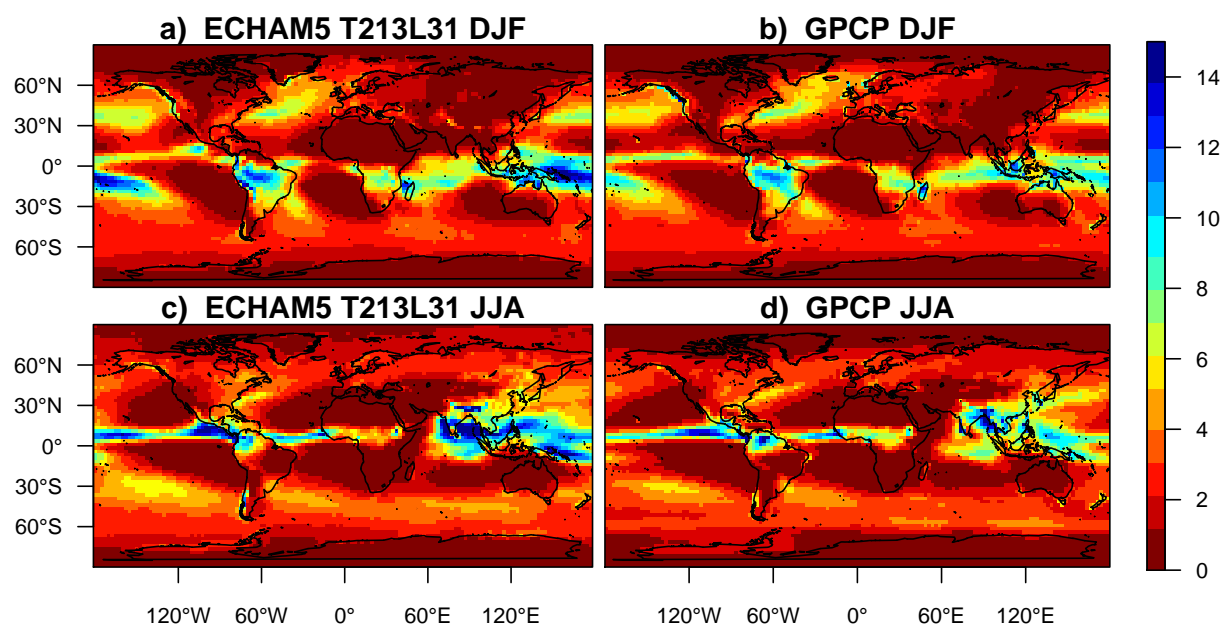 a) ECHAM5 T213L31 DJF
b) GPCP DJF
60°N
30°N
0°
30°S
60°S
c) ECHAM5 T213L31 JJA
d) GPCP JJA
60°N
30°N
0°
30°S
60°S
120°W 60°W 0° 60°E 120°E
120°W 60°W 0° 60°E 120°E
14
12
10
8
6
4
2
0